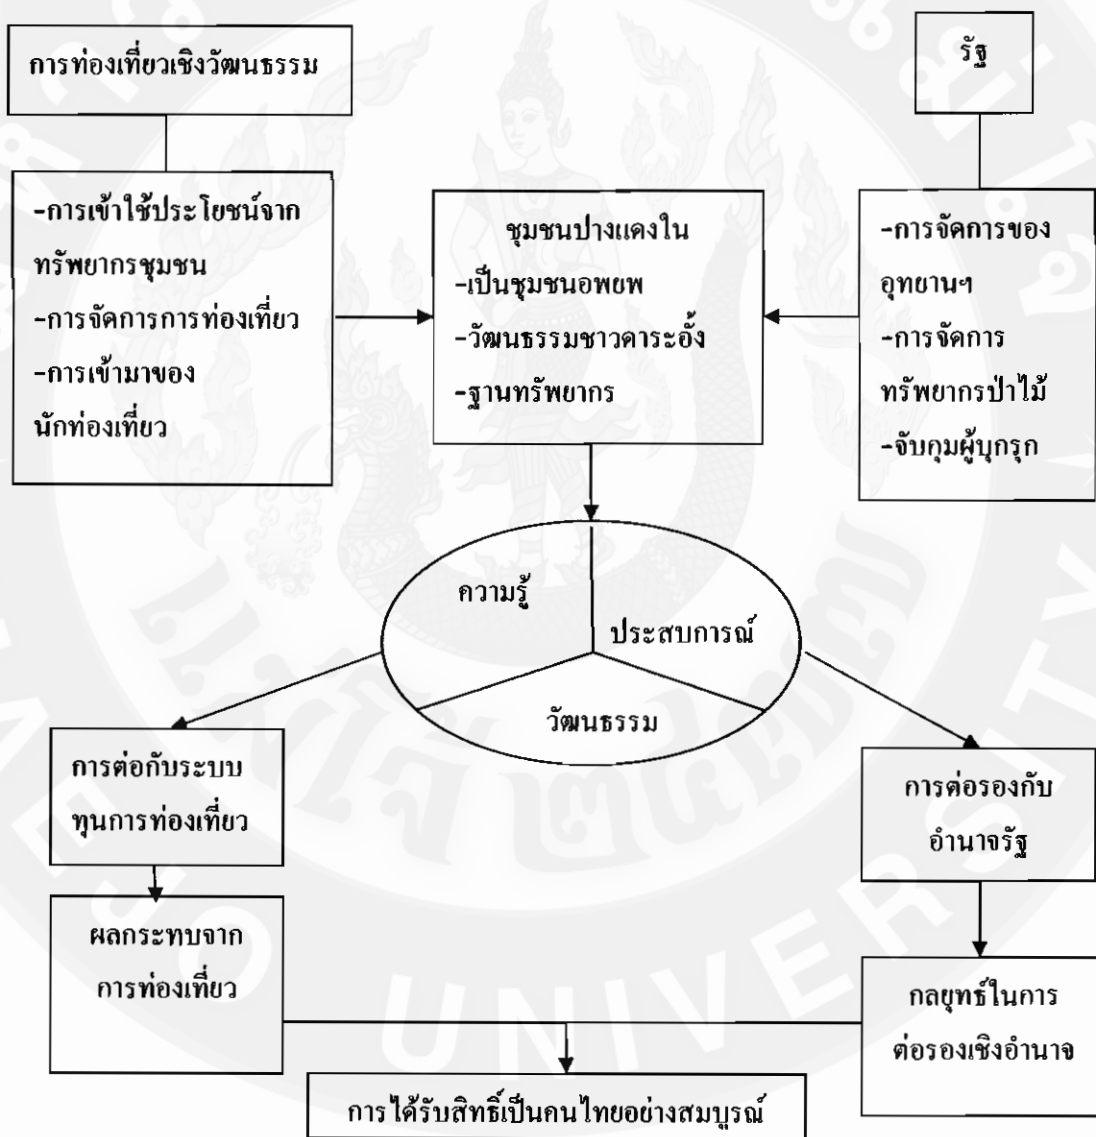 การท่องเที่ยวเชิงวัฒนธรรม
รัฐ
-การเข้าใช้ประโยชน์จาก
ทรัพยากรชุมชน
-การจัดการการท่องเที่ยว
-การเข้ามาของ
นักท่องเที่ยว
ชุมชนปางแดงใน
-เป็นชุมชนอพยพ
-วัฒนธรรมชาวดาระอั้ง
-ฐานทรัพยากร
-การจัดการของ
อุทยานฯ
-การจัดการ
ทรัพยากรป่าไม้
-จับกุมผู้บุกรุก
ความรู้
ประสบการณ์
วัฒนธรรม
การต่อกับระบบ
ทุนการท่องเที่ยว
การต่อรองกับ
อำนาจรัฐ
ผลกระทบจาก
การท่องเที่ยว
กลยุทธ์ในการ
ต่อรองเชิงอำนาจ
การได้รับสิทธิ์เป็นคนไทยอย่างสมบูรณ์
แม่โจ้ ๒๔๗๗
UNIVERSITY